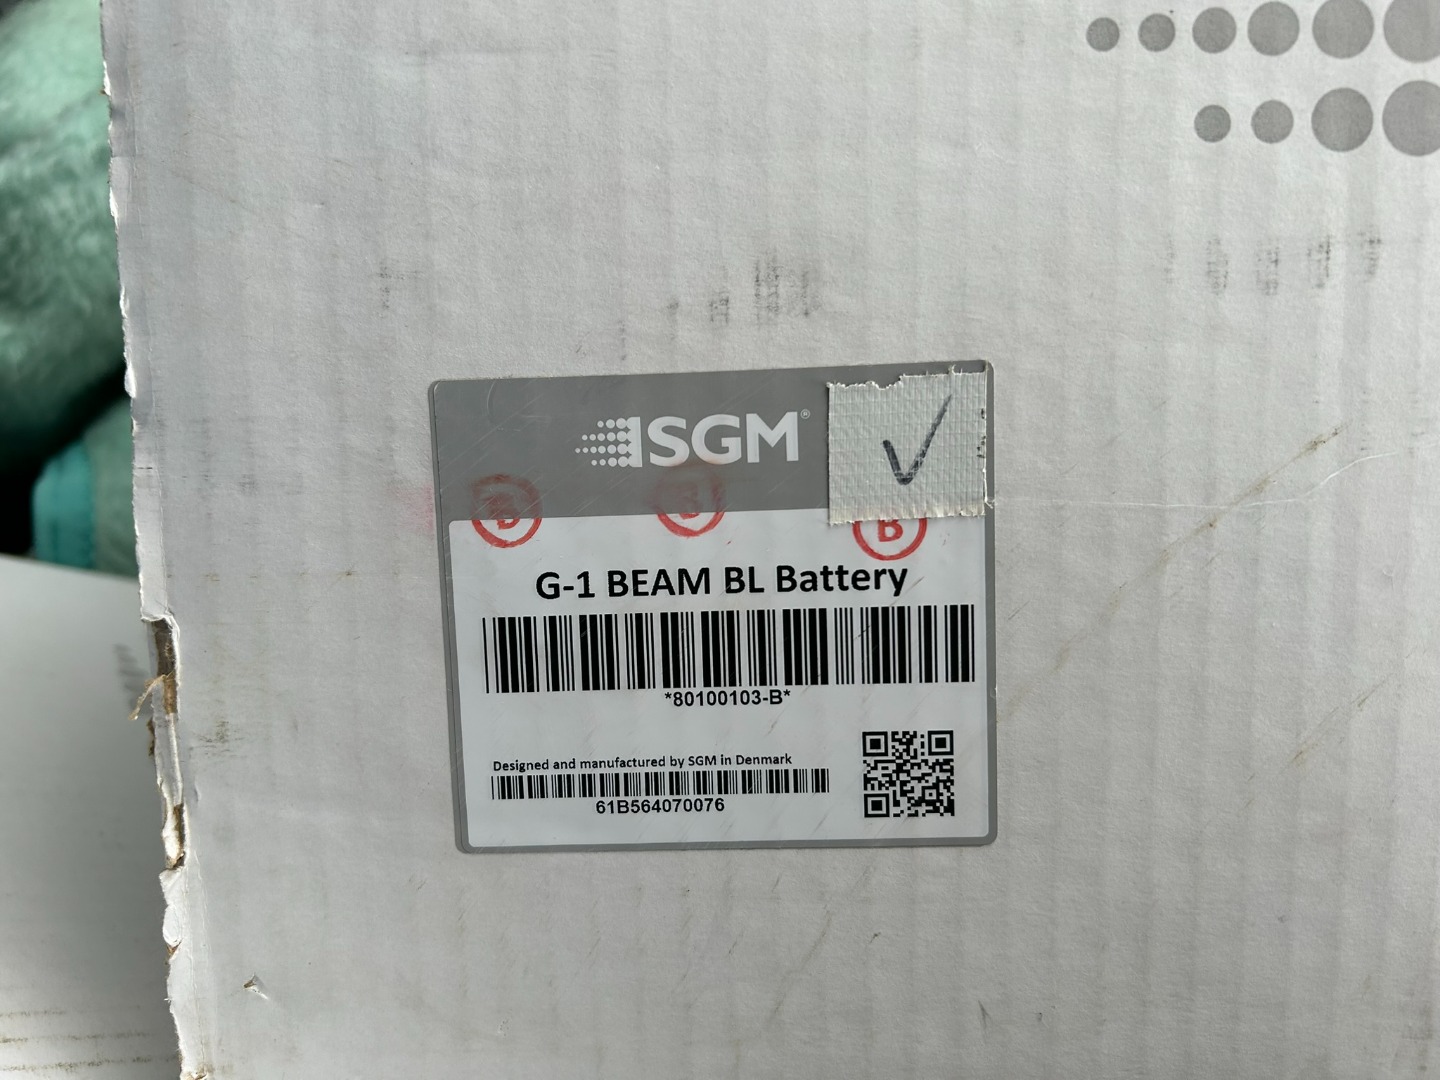 SGM®
B
B
B
G-1 BEAM BL Battery
*80100103-B*
Designed and manufactured by SGM in Denmark
61B564070076